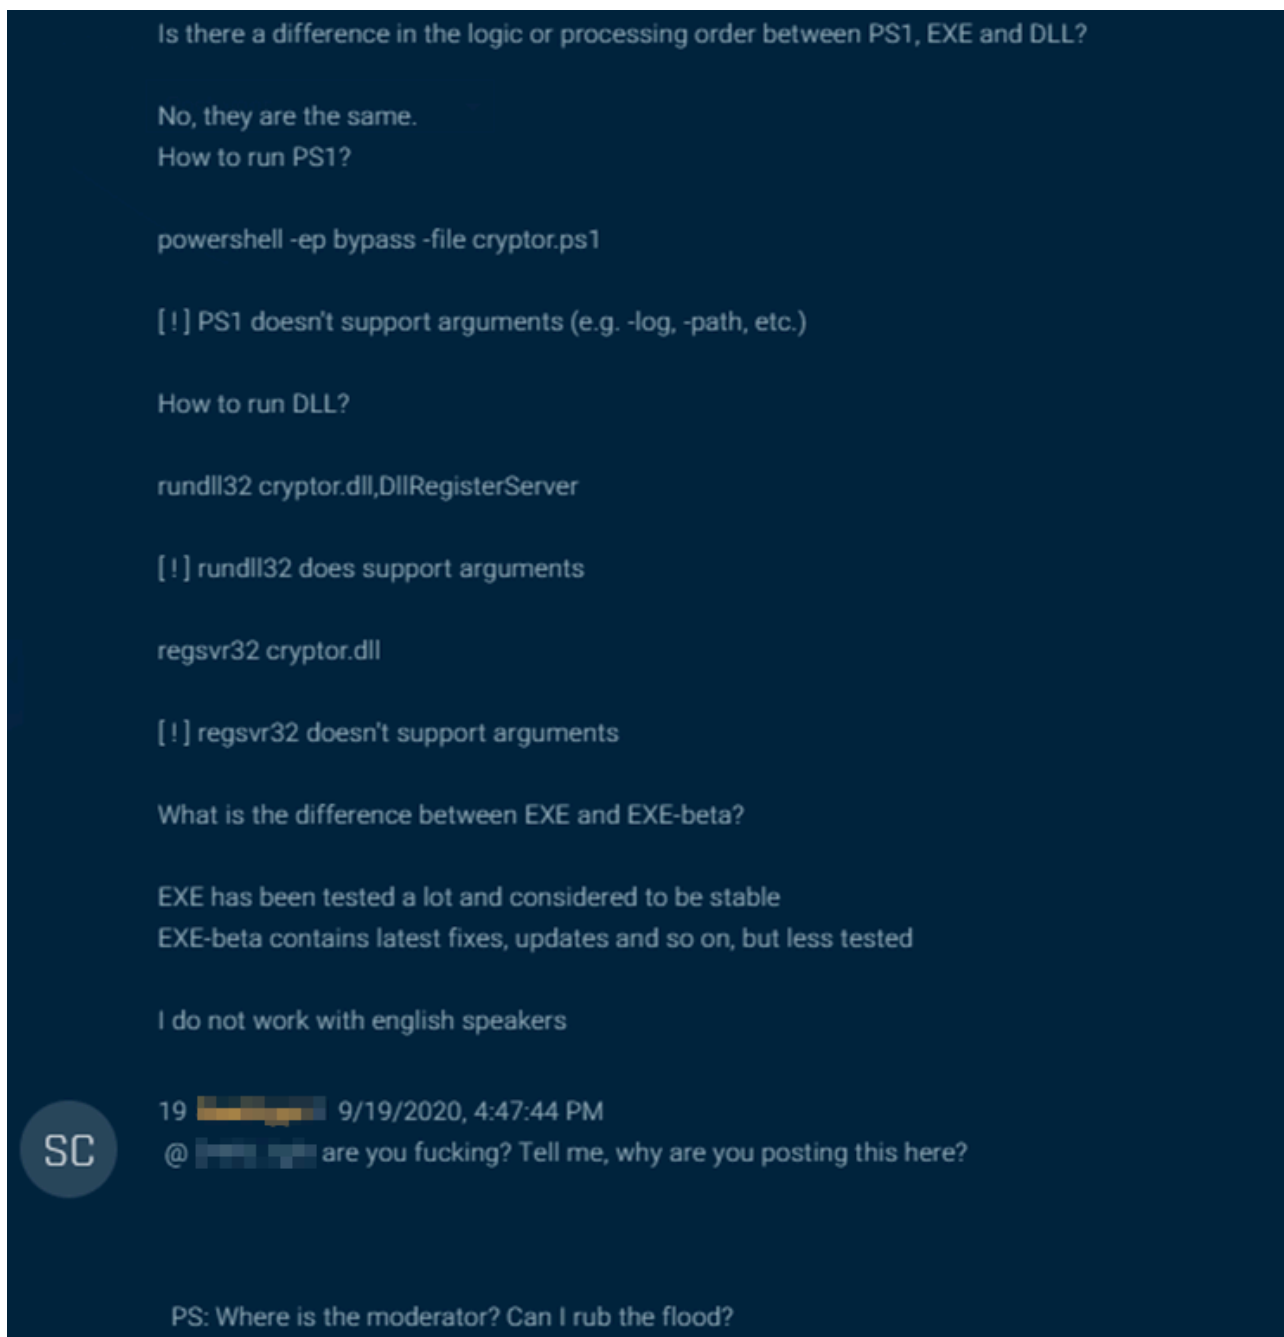 Is there a difference in the logic or processing order between PS1, EXE and DLL?
No, they are the same.
How to run PS1?
powershell -ep bypass -file cryptor.ps1
[ ! ] PS1 doesn't support arguments (e.g. -log, -path, etc.)
How to run DLL?
rundll32 cryptor.dll,DllRegisterServer
[ ! ] rundll32 does support arguments
regsvr32 cryptor.dll
[ ! ] regsvr32 doesn't support arguments
What is the difference between EXE and EXE-beta?
EXE has been tested a lot and considered to be stable
EXE-beta contains latest fixes, updates and so on, but less tested
I do not work with english speakers
19 9/19/2020, 4:47:44 PM
SC
@ are you fucking? Tell me, why are you posting this here?
PS: Where is the moderator? Can I rub the flood?